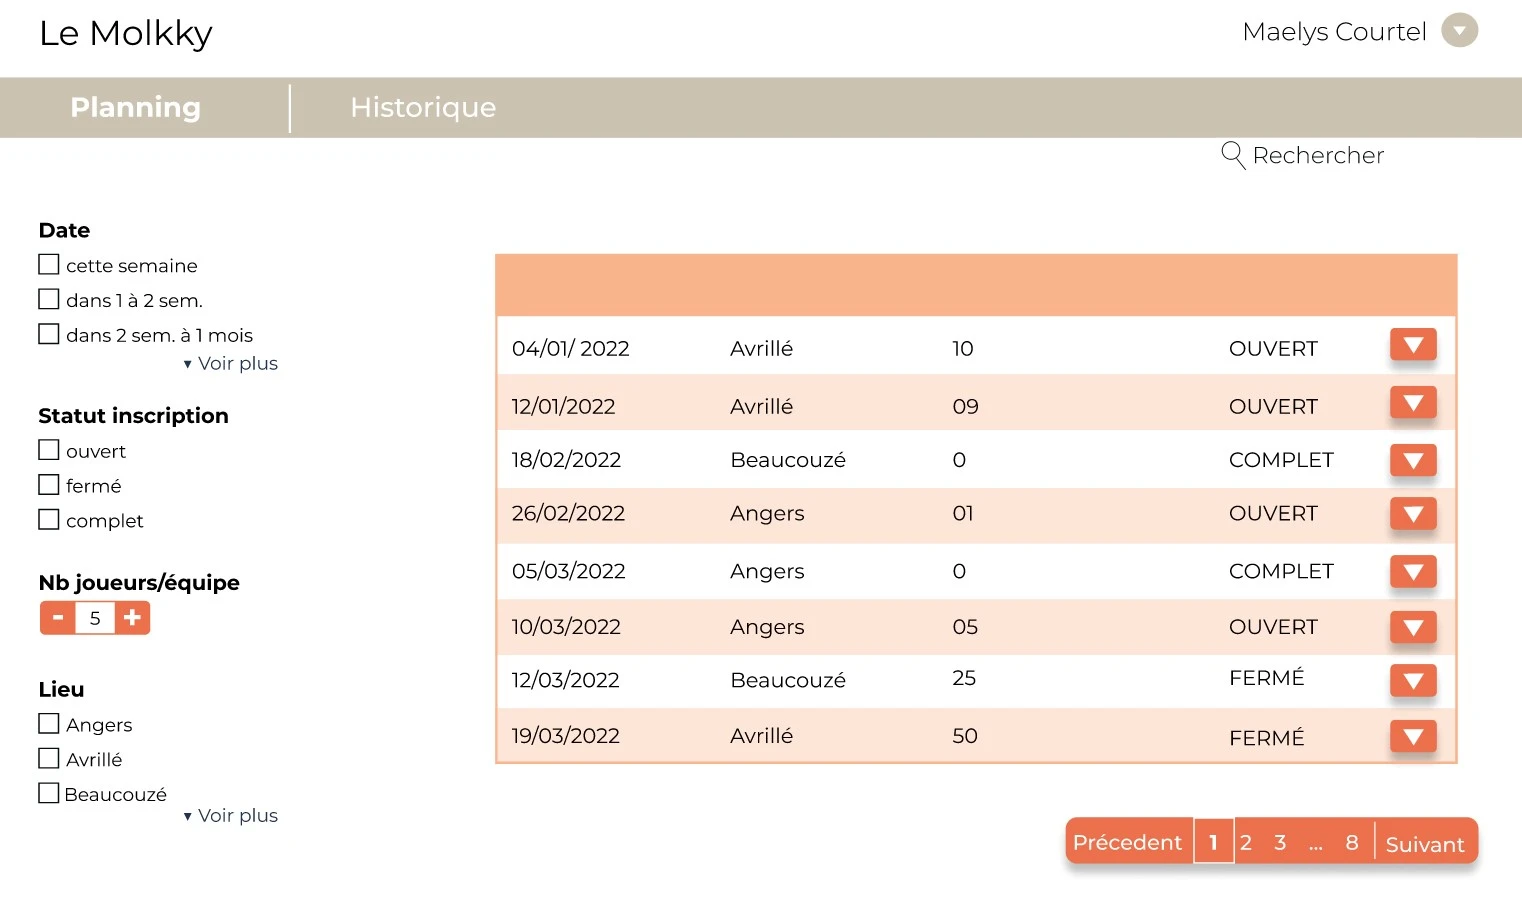 Le Molkky
Maelys Courtel
Planning
Historique
Rechercher
Date
cette semaine
dans 1 à 2 sem.
dans 2 sem. à 1 mois
▾ Voir plus
Statut inscription
ouvert
fermé
complet
Nb joueurs/équipe
- 5 +
Lieu
Angers
Avrillé
Beaucouzé
▾ Voir plus
04/01/ 2022 Avrillé 10 OUVERT
12/01/2022 Avrillé 09 OUVERT
18/02/2022 Beaucouzé 0 COMPLET
26/02/2022 Angers 01 OUVERT
05/03/2022 Angers 0 COMPLET
10/03/2022 Angers 05 OUVERT
12/03/2022 Beaucouzé 25 FERMÉ
19/03/2022 Avrillé 50 FERMÉ
Précedent 1 2 3 ... 8 Suivant